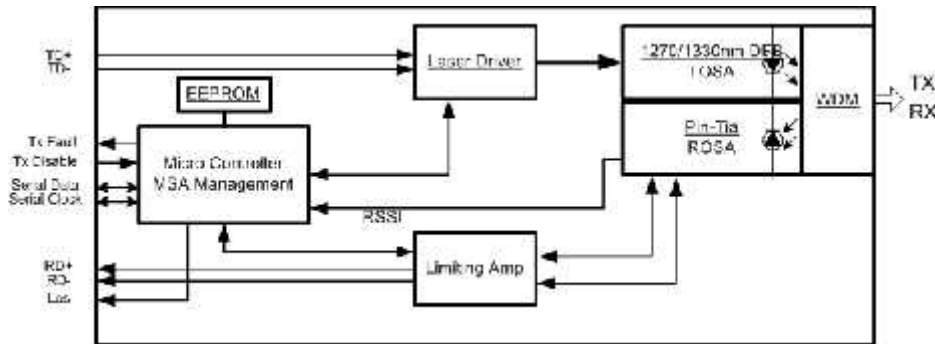 TD+
TD-
Laser Driver
1270/1330nm DFB
TOSA
WDM
TX
RX
EEPROM
Pin-Tia
ROSA
Tx Fault
Tx Disable
Serial Data
Serial Clock
Micro Controller
MSA Management
RSSI
RD+
RD-
Los
Limiting Amp